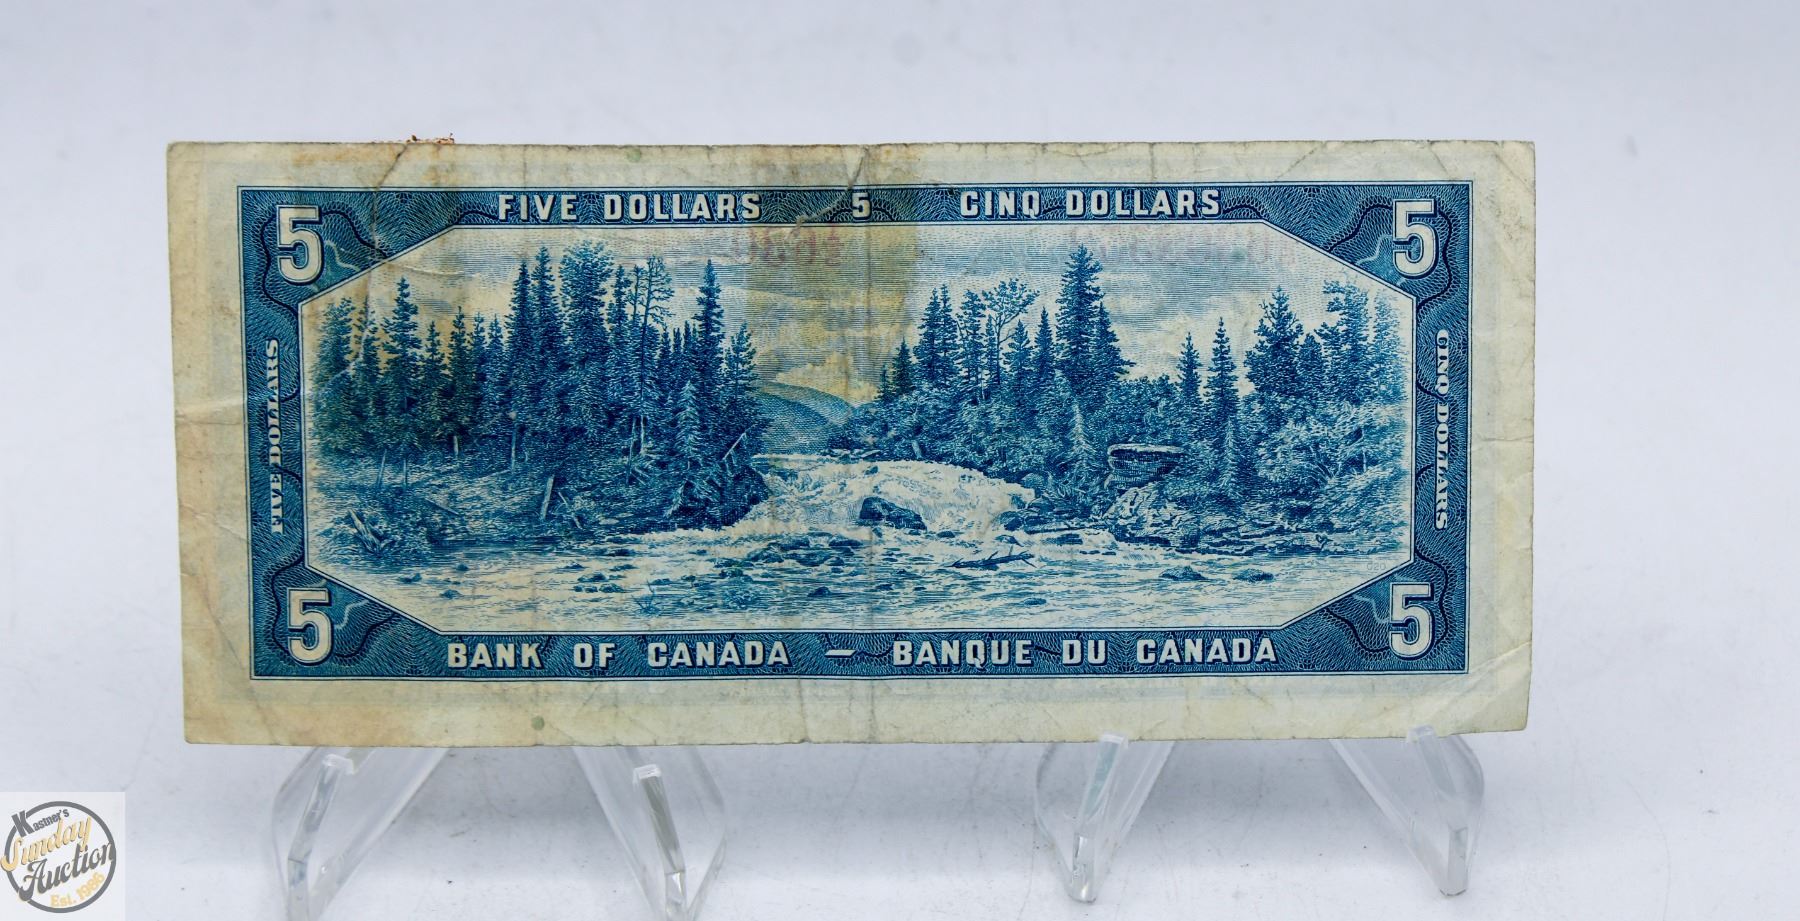 FIVE DOLLARS 5 CINQ DOLLARS
5 5
FIVE DOLLARS
CINQ DOLLARS
020
5 5
BANK OF CANADA – BANQUE DU CANADA
Kastner's
Sunday
Auction
Est. 1986